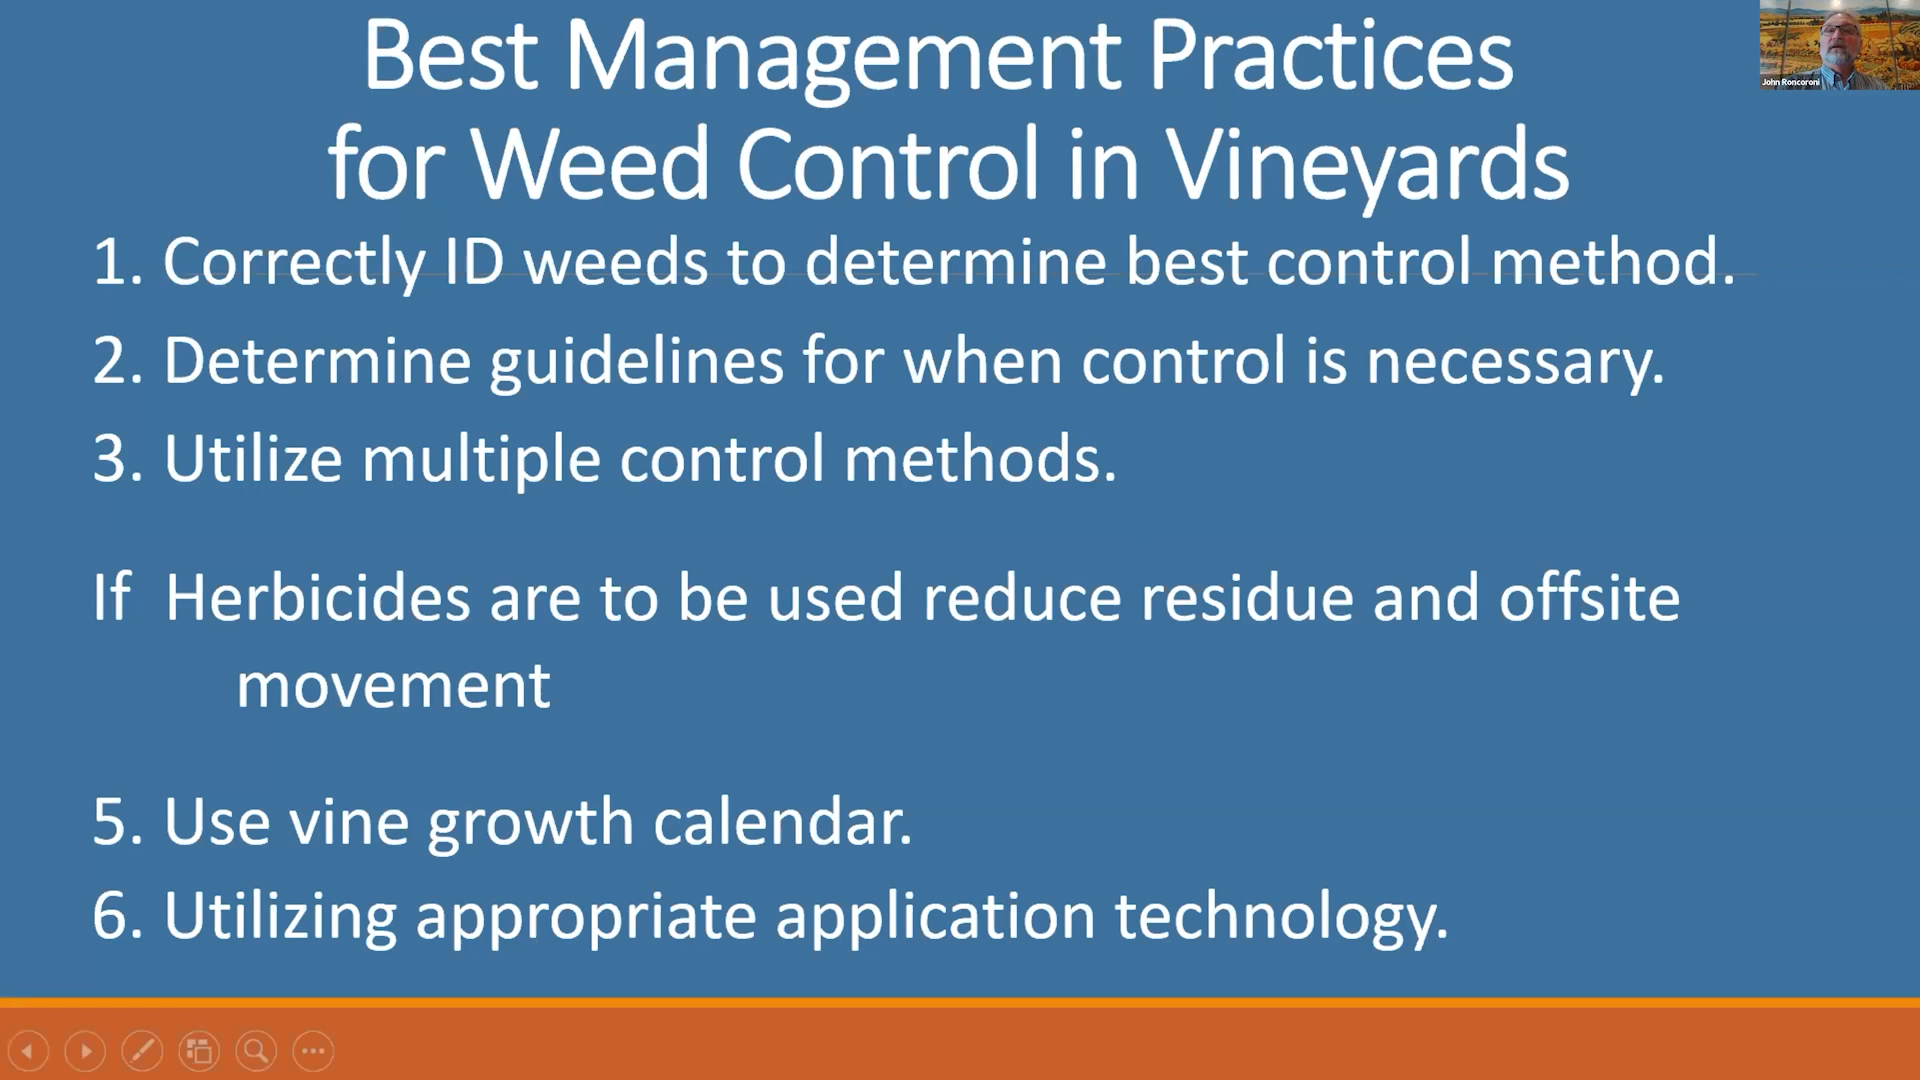 Best Management Practices
for Weed Control in Vineyards
John Roncoroni
1. Correctly ID weeds to determine best control method.
2. Determine guidelines for when control is necessary.
3. Utilize multiple control methods.
If Herbicides are to be used reduce residue and offsite
movement
5. Use vine growth calendar.
6. Utilizing appropriate application technology.